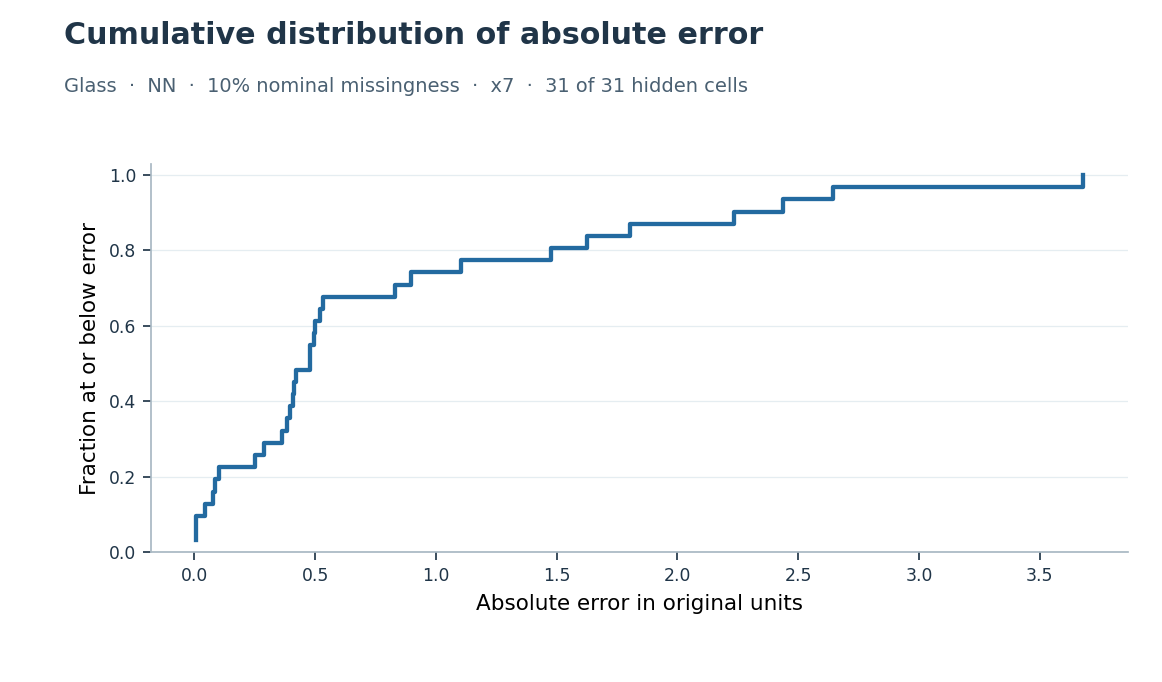 Cumulative distribution of absolute error
Glass · NN · 10% nominal missingness · x7 · 31 of 31 hidden cells
Fraction at or below error
1.0
0.8
0.6
0.4
0.2
0.0
0.0 0.5 1.0 1.5 2.0 2.5 3.0 3.5
Absolute error in original units